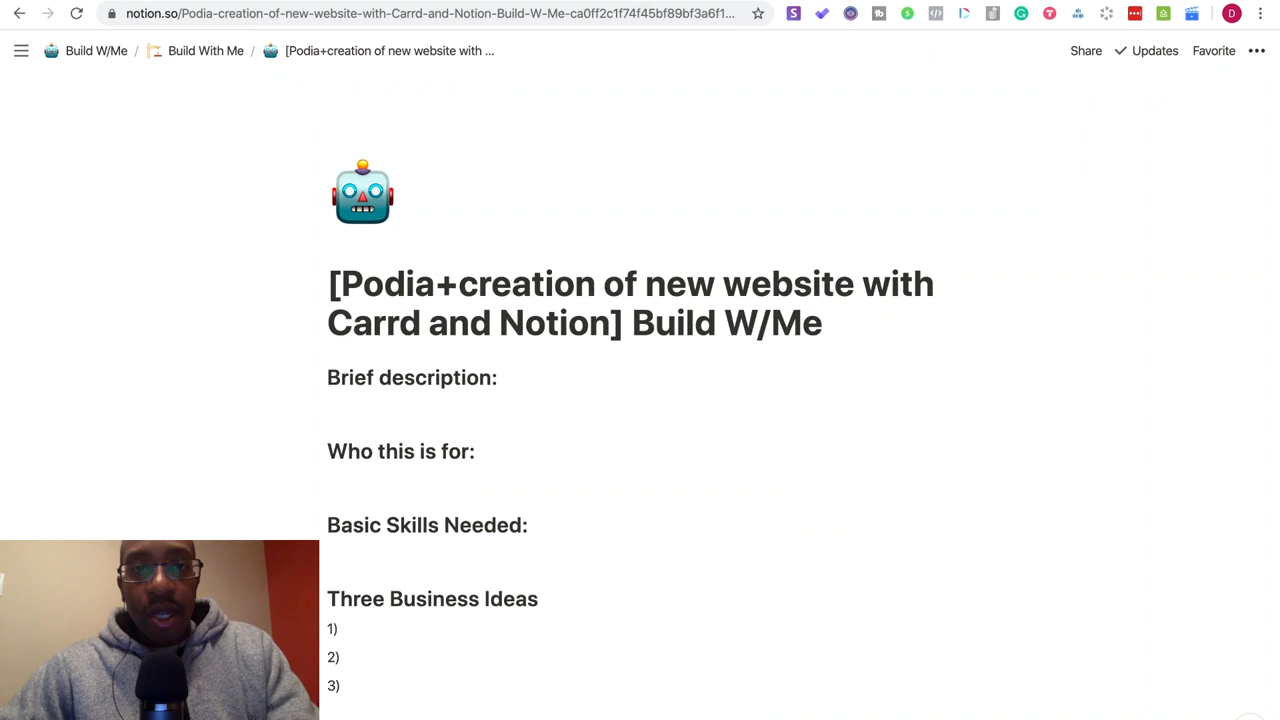 notion.so/Podia-creation-of-new-website-with-Carrd-and-Notion-Build-W-Me-ca0ff2c1f74f45bf89bf3a6f1...
D
Build W/Me / Build With Me / [Podia+creation of new website with ...
Share Updates Favorite
[Podia+creation of new website with
Carrd and Notion] Build W/Me
Brief description:
Who this is for:
Basic Skills Needed:
Three Business Ideas
1)
2)
3)